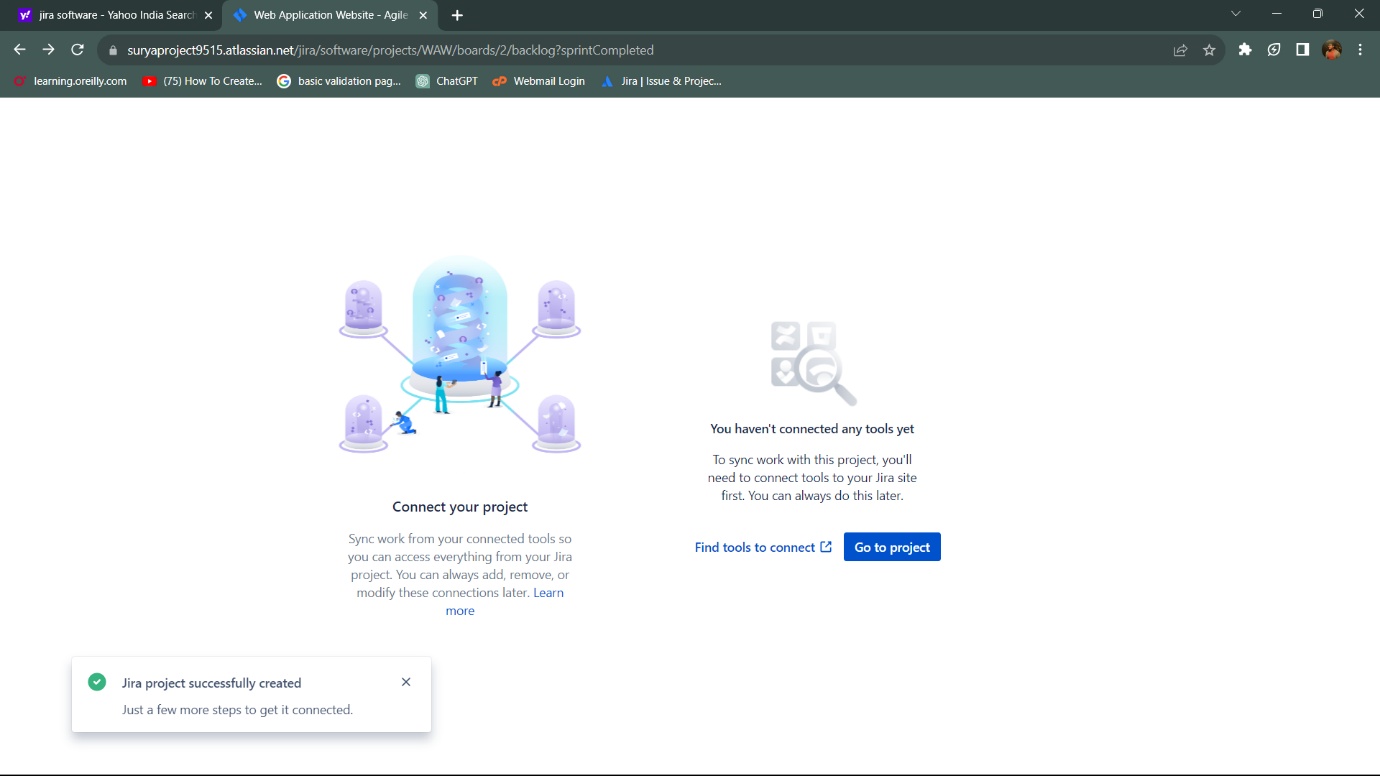 jira software - Yahoo India Search
Web Application Website - Agile
suryaproject9515.atlassian.net/jira/software/projects/WAW/boards/2/backlog?sprintCompleted
learning.oreilly.com
(75) How To Create...
basic validation pag...
ChatGPT
Webmail Login
Jira | Issue & Projec...
Connect your project
Sync work from your connected tools so
you can access everything from your Jira
project. You can always add, remove, or
modify these connections later. Learn
more
You haven't connected any tools yet
To sync work with this project, you'll
need to connect tools to your Jira site
first. You can always do this later.
Find tools to connect
Go to project
Jira project successfully created
Just a few more steps to get it connected.